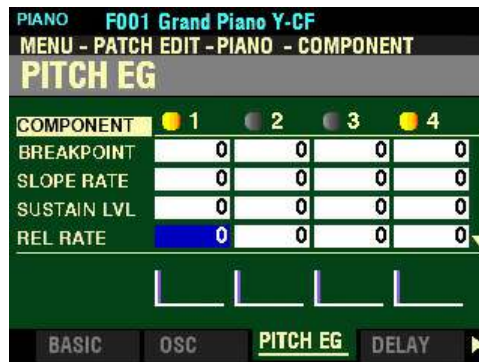 PIANO F001 Grand Piano Y-CF
MENU - PATCH EDIT - PIANO - COMPONENT
PITCH EG
COMPONENT 1 2 3 4
BREAKPOINT 0 0 0 0
SLOPE RATE 0 0 0 0
SUSTAIN LVL 0 0 0 0
REL RATE 0 0 0 0
BASIC OSC PITCH EG DELAY